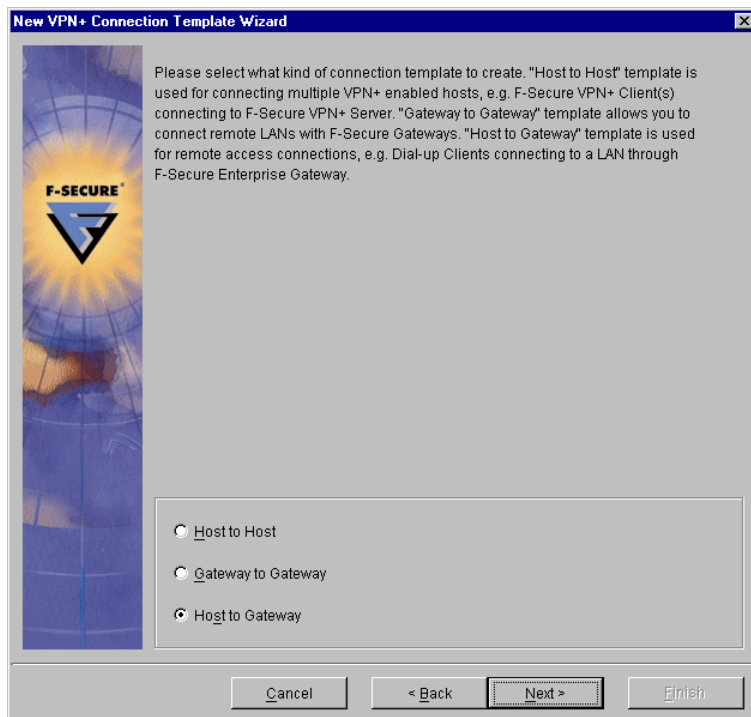 New VPN+ Connection Template Wizard
Please select what kind of connection template to create. "Host to Host" template is
used for connecting multiple VPN+ enabled hosts, e.g. F-Secure VPN+ Client(s)
connecting to F-Secure VPN+ Server. "Gateway to Gateway" template allows you to
connect remote LANs with F-Secure Gateways. "Host to Gateway" template is used
for remote access connections, e.g. Dial-up Clients connecting to a LAN through
F-Secure Enterprise Gateway.
F-SECURE®
Host to Host
Gateway to Gateway
Host to Gateway
Cancel
< Back
Next >
Finish